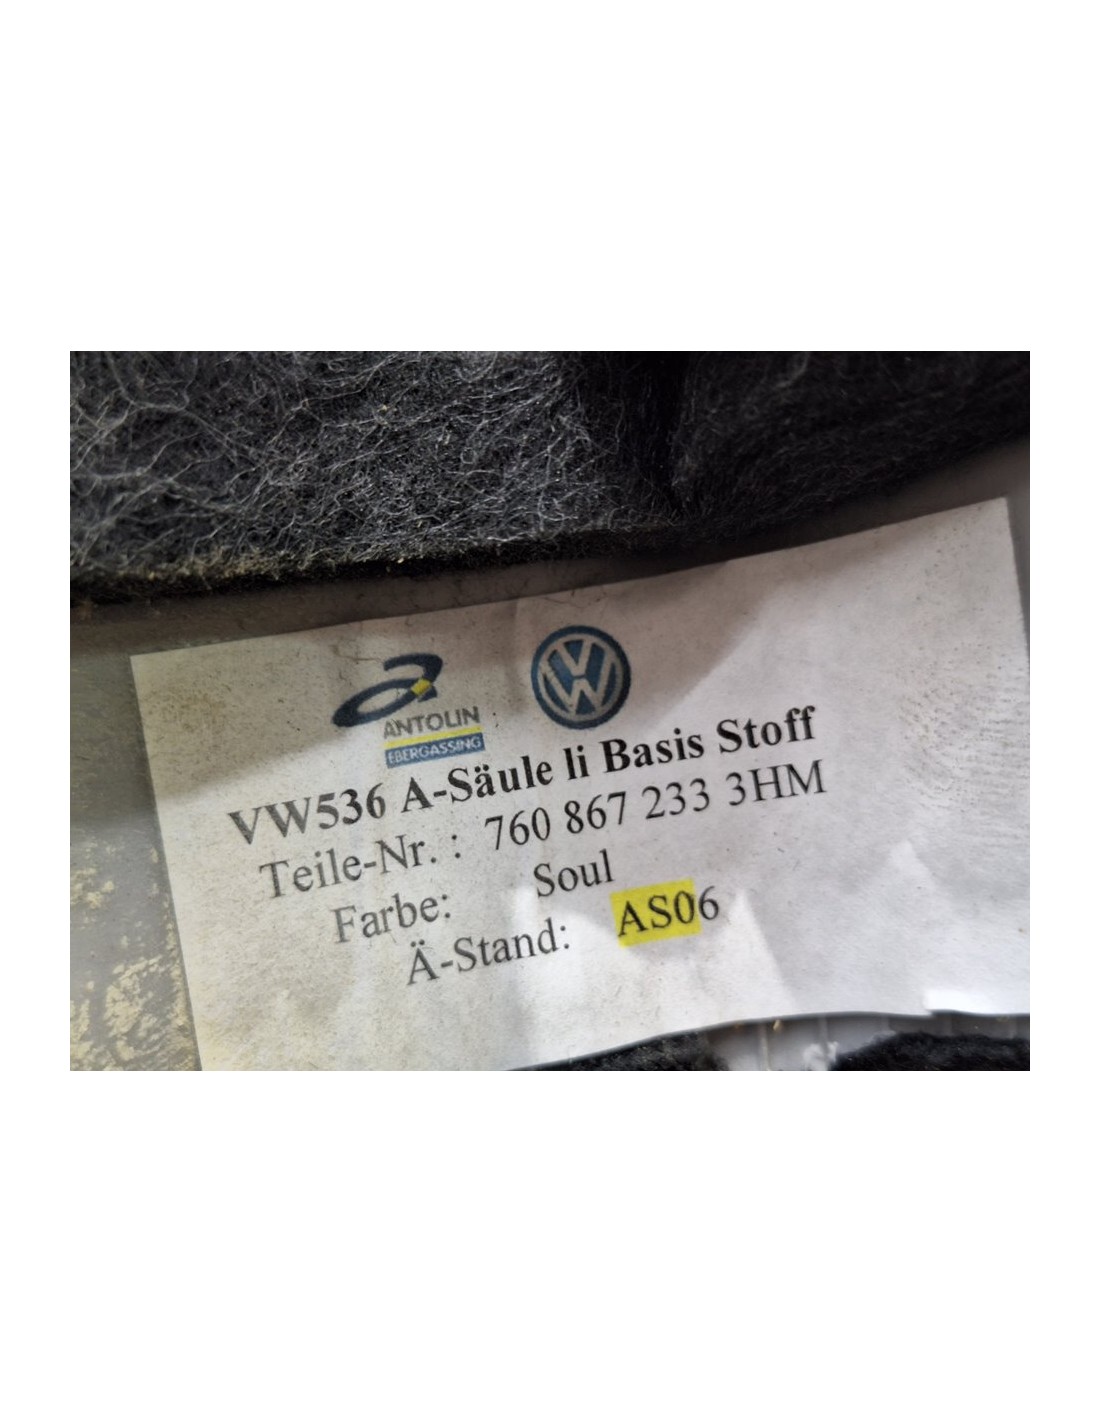 ANTOLIN
EBERGASSING
VW536 A-Säule li Basis Stoff
Teile-Nr. : 760 867 233 3HM
Farbe: Soul
Ä-Stand: AS06